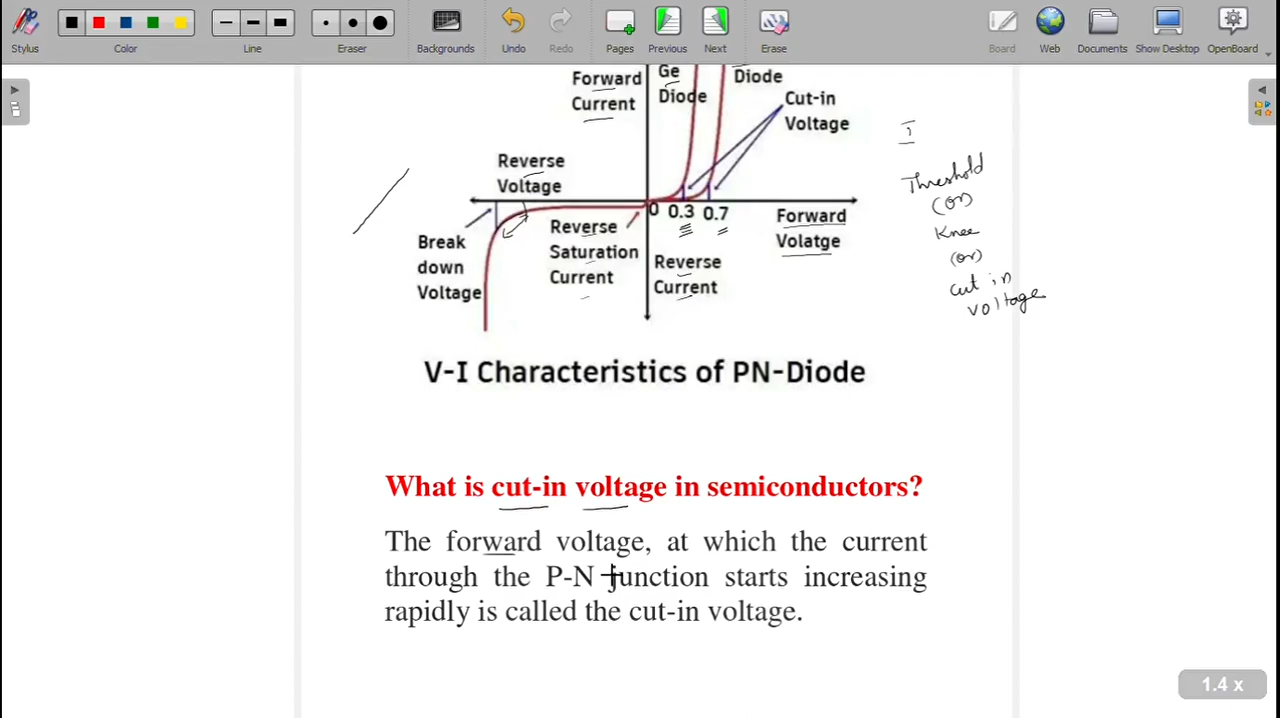 Stylus
Color
Line
Eraser
Backgrounds
Undo
Redo
Pages
Previous
Next
Erase
Board
Web
Documents
Show Desktop
OpenBoard
Forward
Current
Ge
Diode
Diode
Cut-in
Voltage
Reverse
Voltage
0 0.3 0.7
Forward
Volatge
Break
down
Voltage
Reverse
Saturation
Current
Reverse
Current
I
Threshold
(or)
Knee
(or)
Cut in
voltage
V-I Characteristics of PN-Diode
What is cut-in voltage in semiconductors?
The forward voltage, at which the current
through the P-N junction starts increasing
rapidly is called the cut-in voltage.
1.4 x